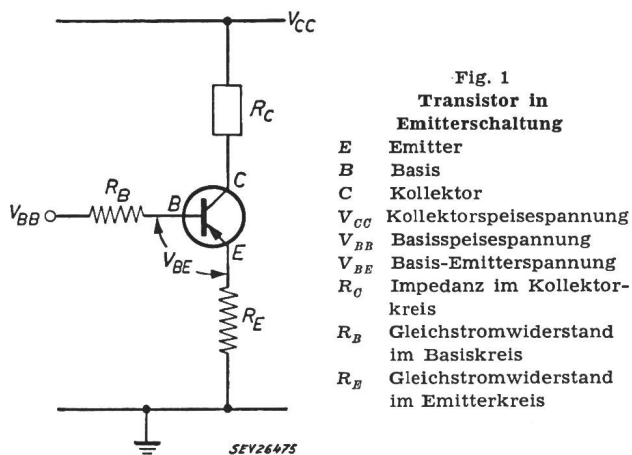 V_CC
R_C
C
R_B
B
V_BB
E
V_BE
R_E
SEV26475
Fig. 1
Transistor in
Emitterschaltung
E Emitter
B Basis
C Kollektor
V_CC Kollektorspeisespannung
V_BB Basisspeisespannung
V_BE Basis-Emitterspannung
R_C Impedanz im Kollektor-
kreis
R_B Gleichstromwiderstand
im Basiskreis
R_E Gleichstromwiderstand
im Emitterkreis